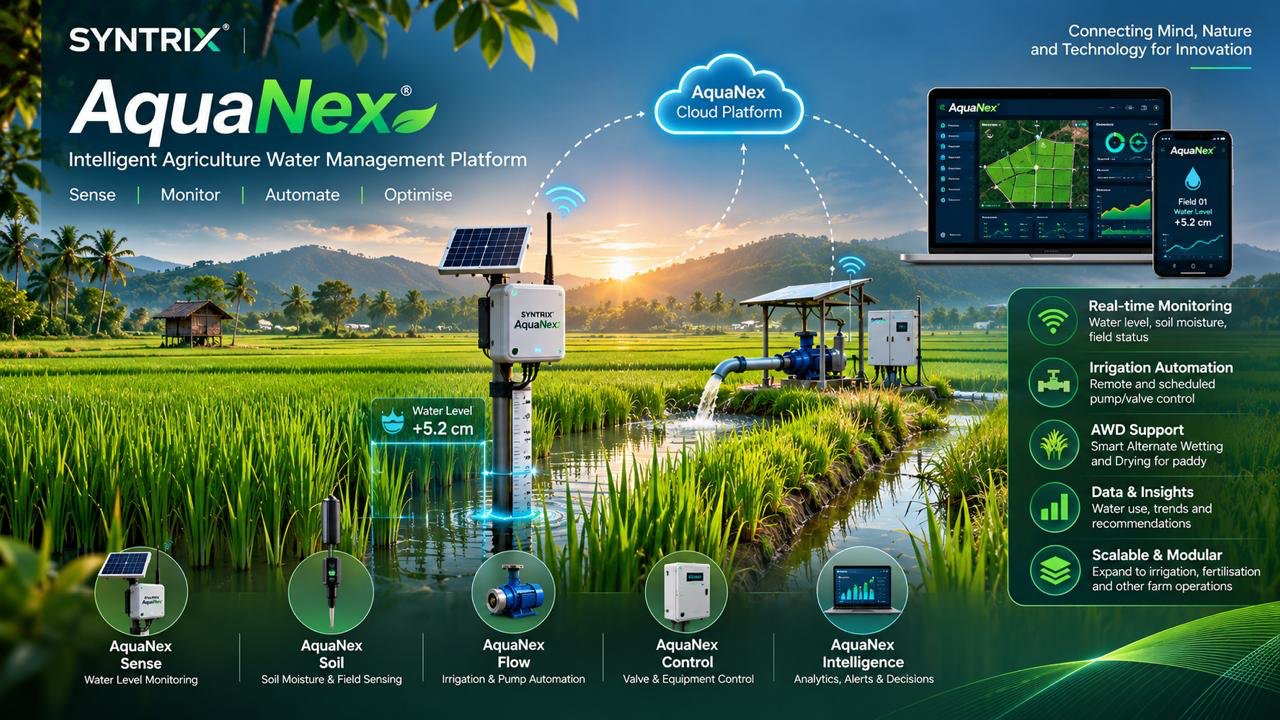 SYNTRIX®
Connecting Mind, Nature
and Technology for Innovation
AquaNex®
Intelligent Agriculture Water Management Platform
Sense | Monitor | Automate | Optimise
AquaNex
Cloud Platform
AquaNex
AquaNex
Field 01
Water Level
+5.2 cm
SYNTRIX
AquaNex
Water Level
+5.2 cm
Real-time Monitoring
Water level, soil moisture,
field status
Irrigation Automation
Remote and scheduled
pump/valve control
AWD Support
Smart Alternate Wetting
and Drying for paddy
Data & Insights
Water use, trends and
recommendations
Scalable & Modular
Expand to irrigation, fertilisation
and other farm operations
SYNTRIX
AquaNex
AquaNex
Sense
Water Level Monitoring
AquaNex
Soil
Soil Moisture & Field Sensing
AquaNex
Flow
Irrigation & Pump Automation
AquaNex
Control
Valve & Equipment Control
AquaNex
Intelligence
Analytics, Alerts & Decisions